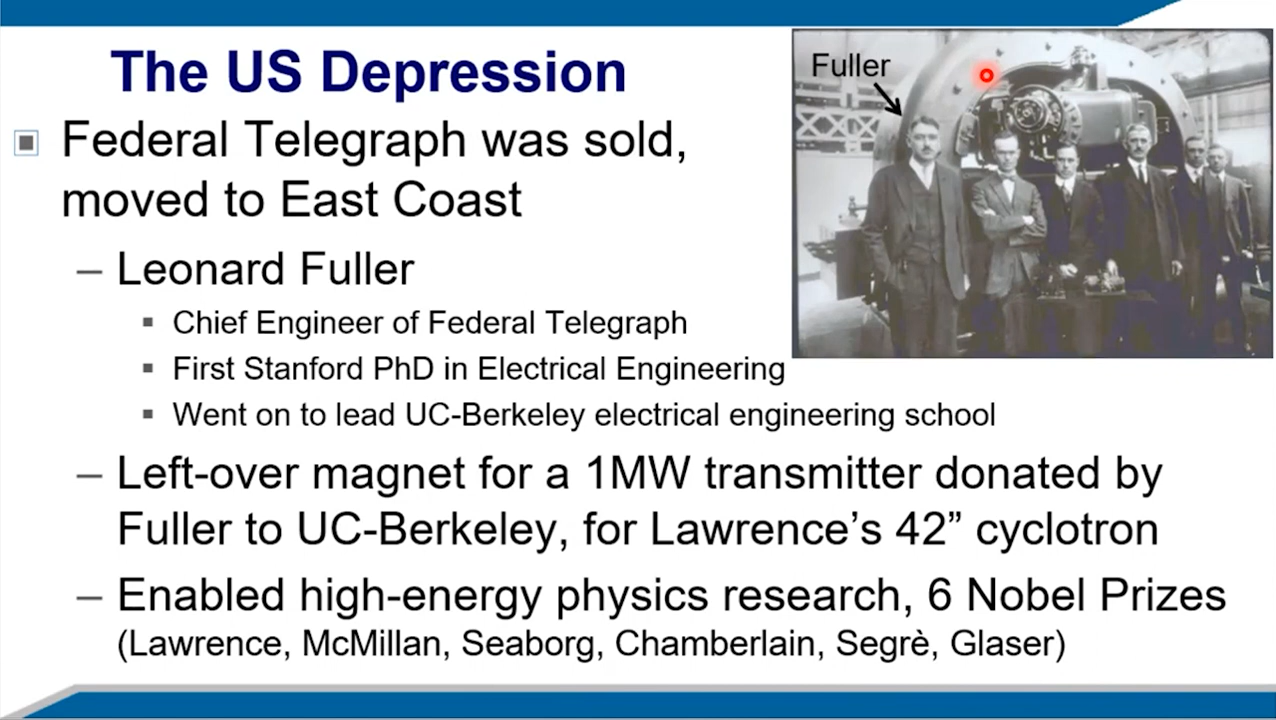 The US Depression
Fuller
Federal Telegraph was sold,
moved to East Coast
– Leonard Fuller
▪ Chief Engineer of Federal Telegraph
▪ First Stanford PhD in Electrical Engineering
▪ Went on to lead UC-Berkeley electrical engineering school
– Left-over magnet for a 1MW transmitter donated by
Fuller to UC-Berkeley, for Lawrence’s 42” cyclotron
– Enabled high-energy physics research, 6 Nobel Prizes
(Lawrence, McMillan, Seaborg, Chamberlain, Segrè, Glaser)